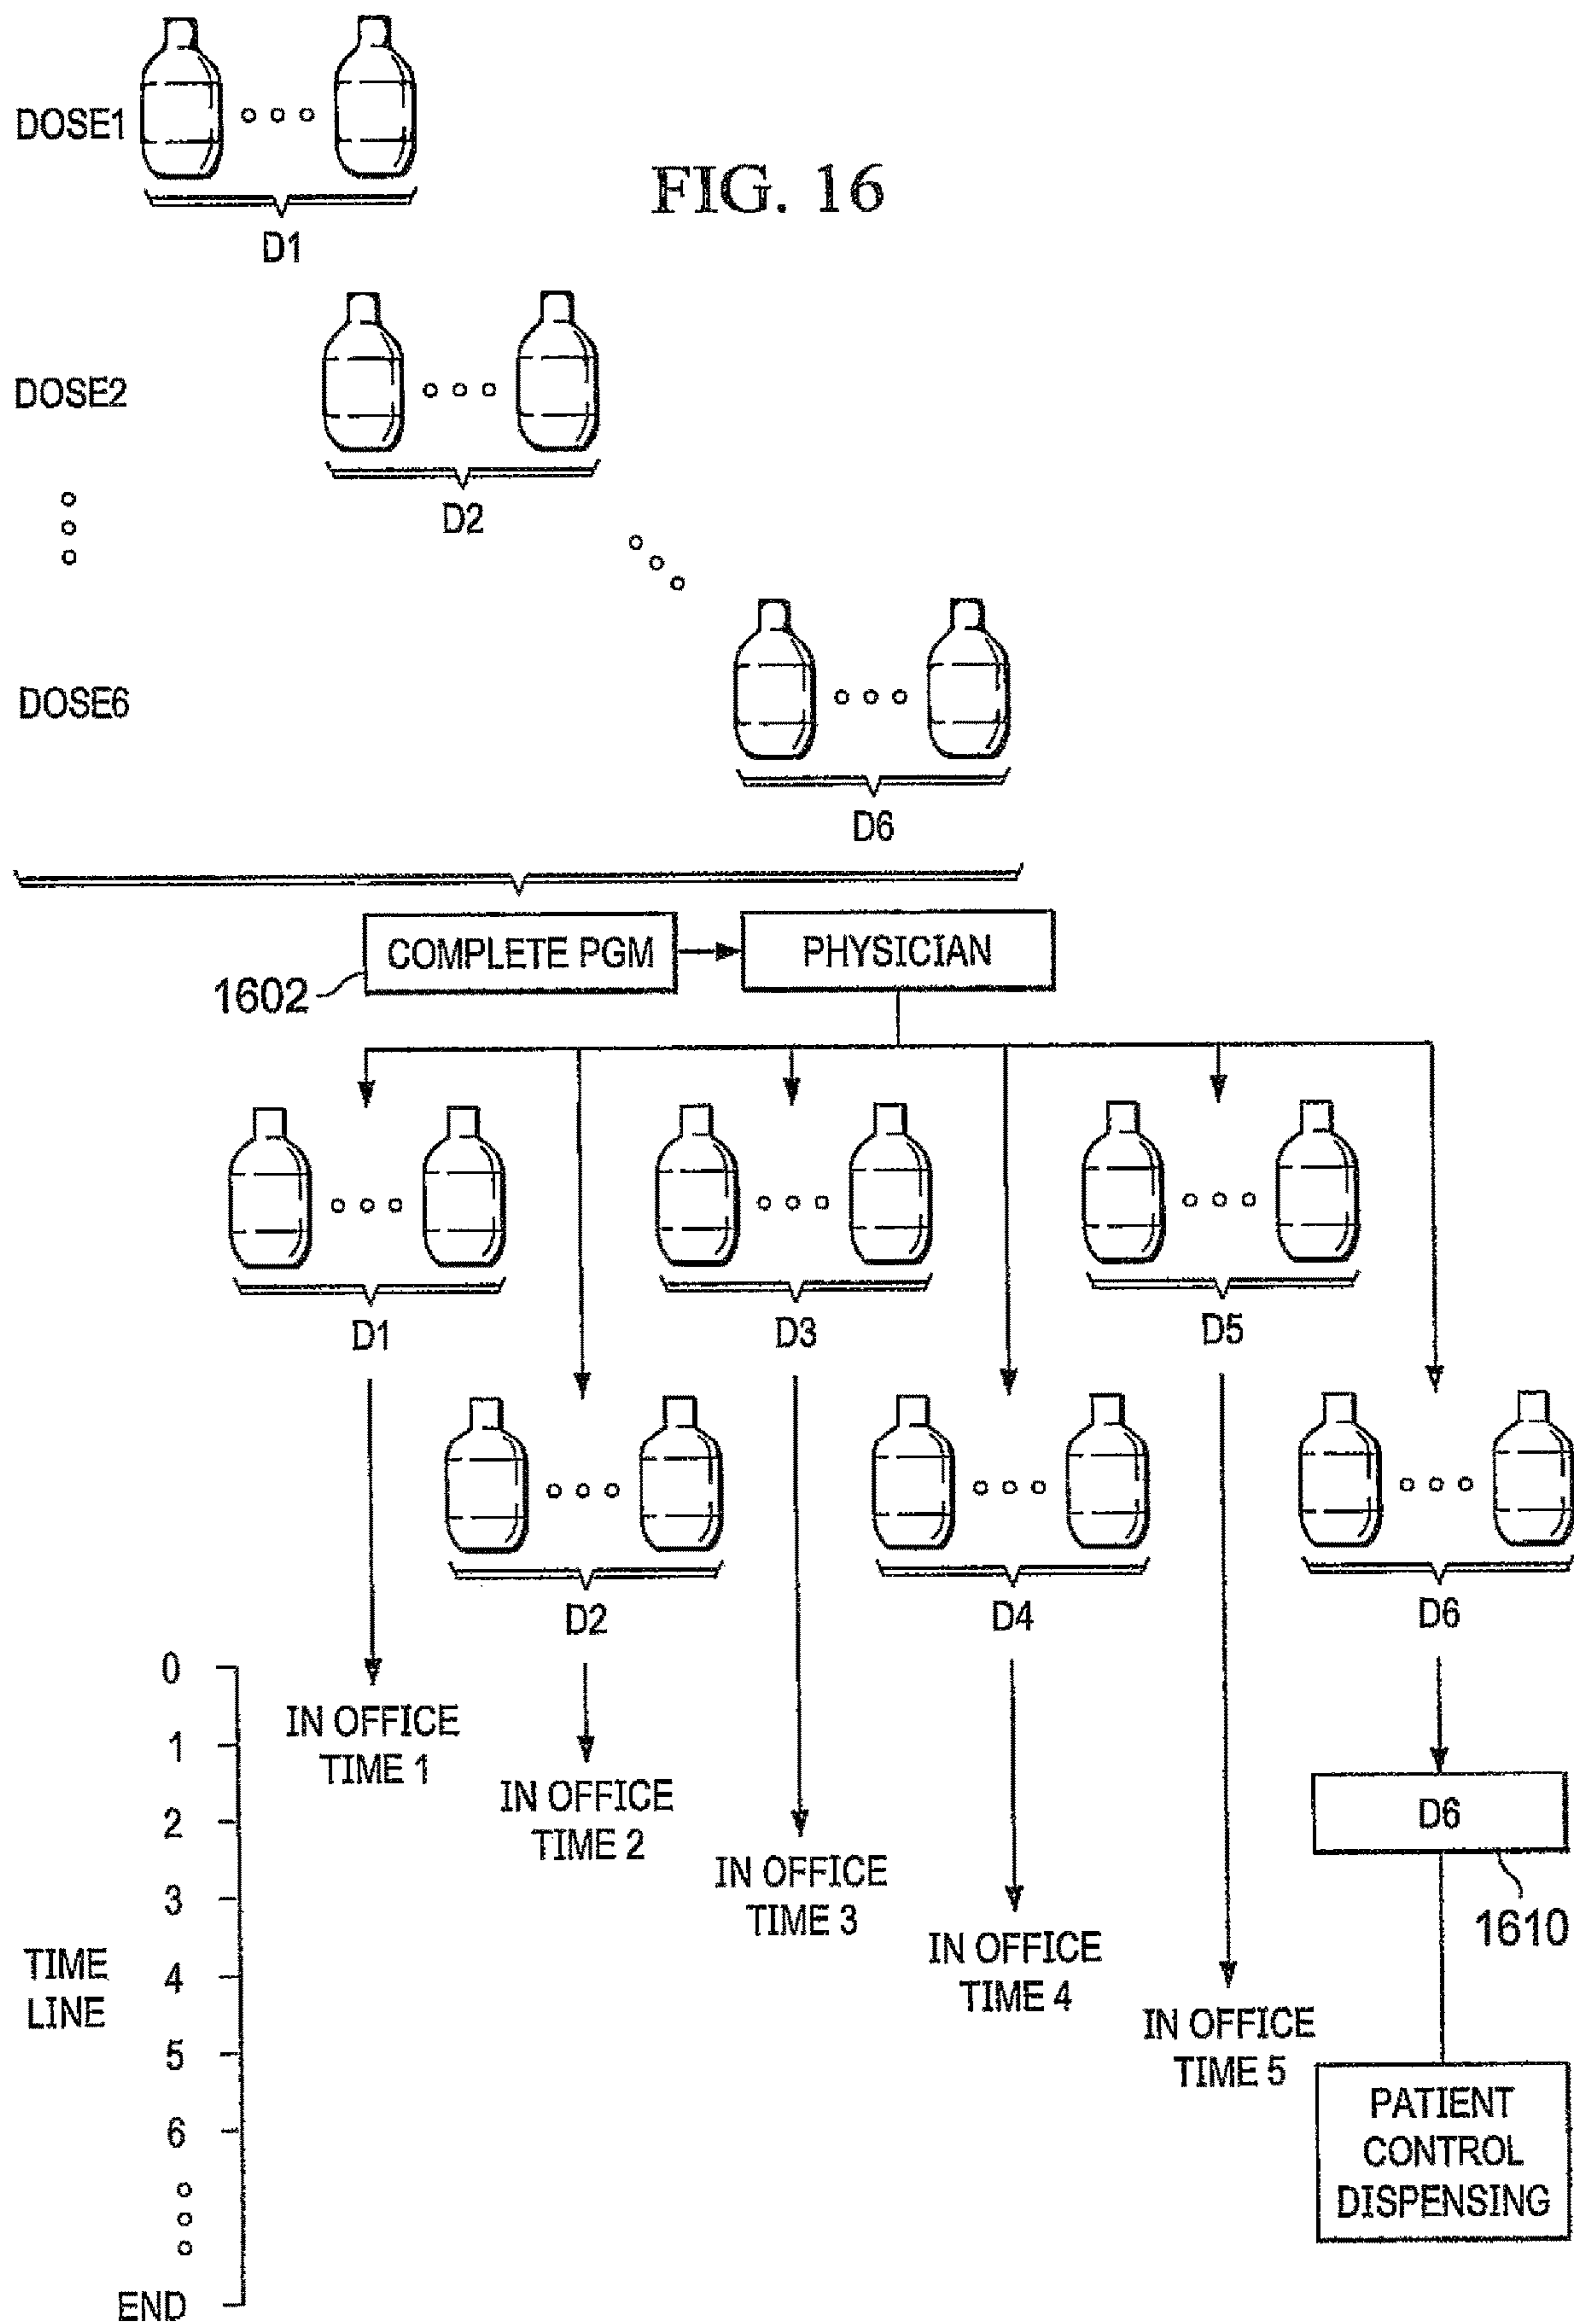 DOSE1
FIG. 16
D1
DOSE2
D2
DOSE6
D6
COMPLETE PGM
PHYSICIAN
1602
D1
D3
D5
D2
D4
D6
0
1
2
3
4
5
6
END
TIME
LINE
IN OFFICE
TIME 1
IN OFFICE
TIME 2
IN OFFICE
TIME 3
IN OFFICE
TIME 4
IN OFFICE
TIME 5
D6
1610
PATIENT
CONTROL
DISPENSING